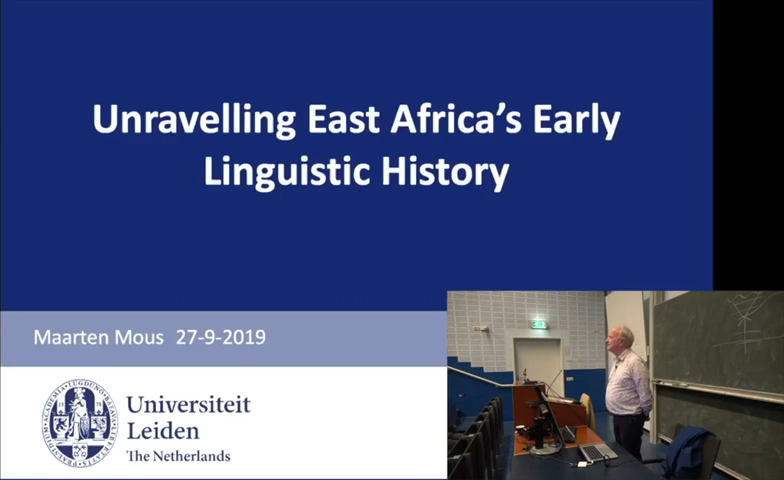 Unravelling East Africa's Early
Linguistic History
Maarten Mous 27-9-2019
Universiteit
Leiden
The Netherlands